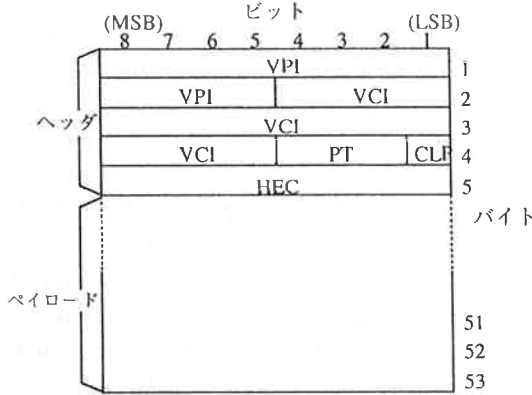 ビット
(MSB) (LSB)
8 7 6 5 4 3 2 1
VPI 1
VPI VCI 2
ヘッダ VCI 3
VCI PT CLP 4
HEC 5
バイト
ペイロード
51
52
53